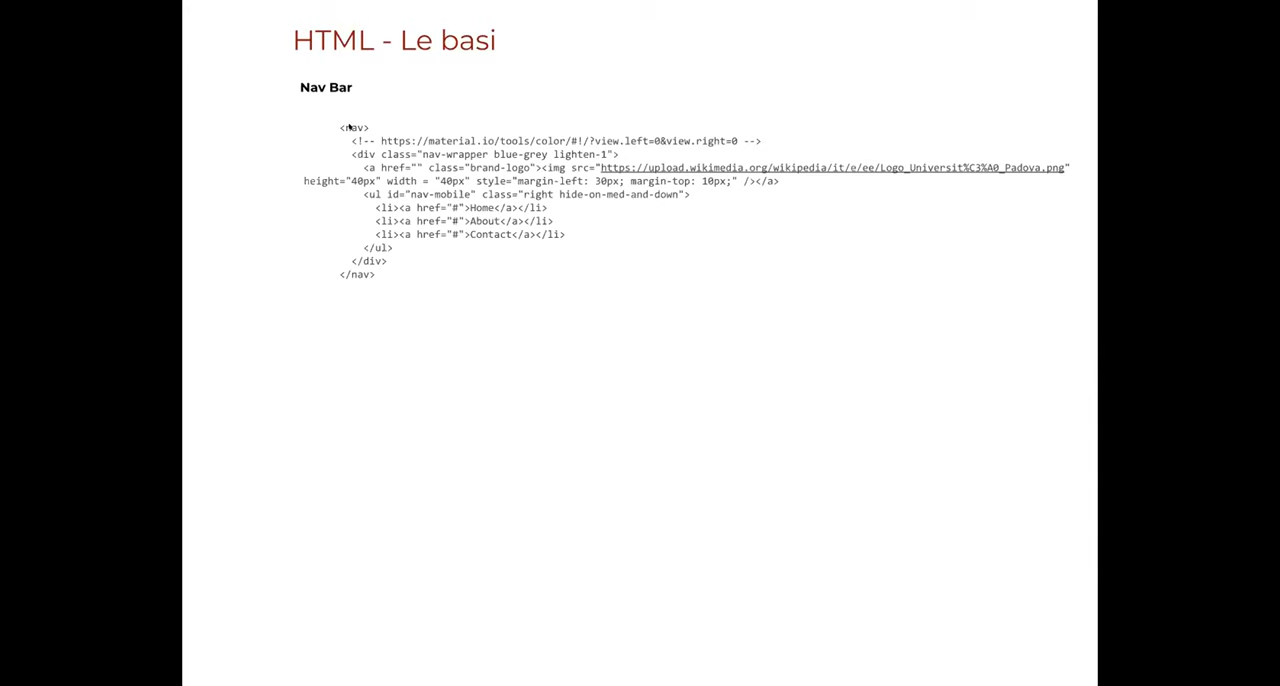 HTML - Le basi
Nav Bar
<nav>
<!-- https://material.io/tools/color/#!/?view.left=0&view.right=0 -->
<div class="nav-wrapper blue-grey lighten-1">
<a href="" class="brand-logo"><img src="https://upload.wikimedia.org/wikipedia/it/e/ee/Logo_Universit%C3%A0_Padova.png"
height="40px" width = "40px" style="margin-left: 30px; margin-top: 10px;" /></a>
<ul id="nav-mobile" class="right hide-on-med-and-down">
<li><a href="#">Home</a></li>
<li><a href="#">About</a></li>
<li><a href="#">Contact</a></li>
</ul>
</div>
</nav>